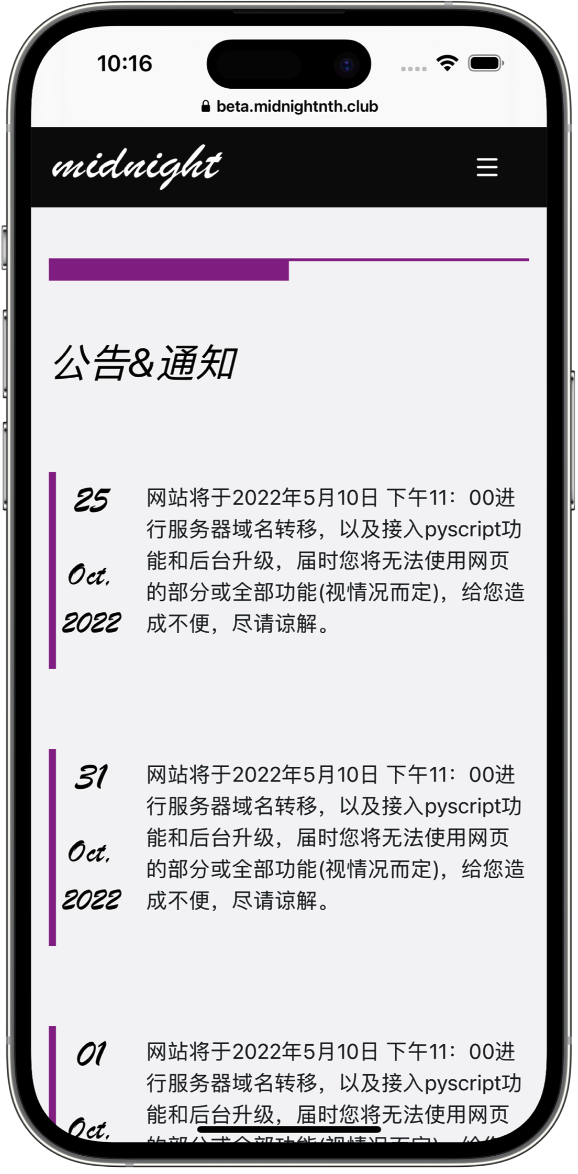 10:16
beta.midnightnth.club
midnight
公告&通知
25
Oct.
2022
网站将于2022年5月10日 下午11：00进
行服务器域名转移，以及接入pyscript功
能和后台升级，届时您将无法使用网页
的部分或全部功能(视情况而定)，给您造
成不便，尽请谅解。
31
Oct.
2022
网站将于2022年5月10日 下午11：00进
行服务器域名转移，以及接入pyscript功
能和后台升级，届时您将无法使用网页
的部分或全部功能(视情况而定)，给您造
成不便，尽请谅解。
01
Oct.
网站将于2022年5月10日 下午11：00进
行服务器域名转移，以及接入pyscript功
能和后台升级，届时您将无法使用网页